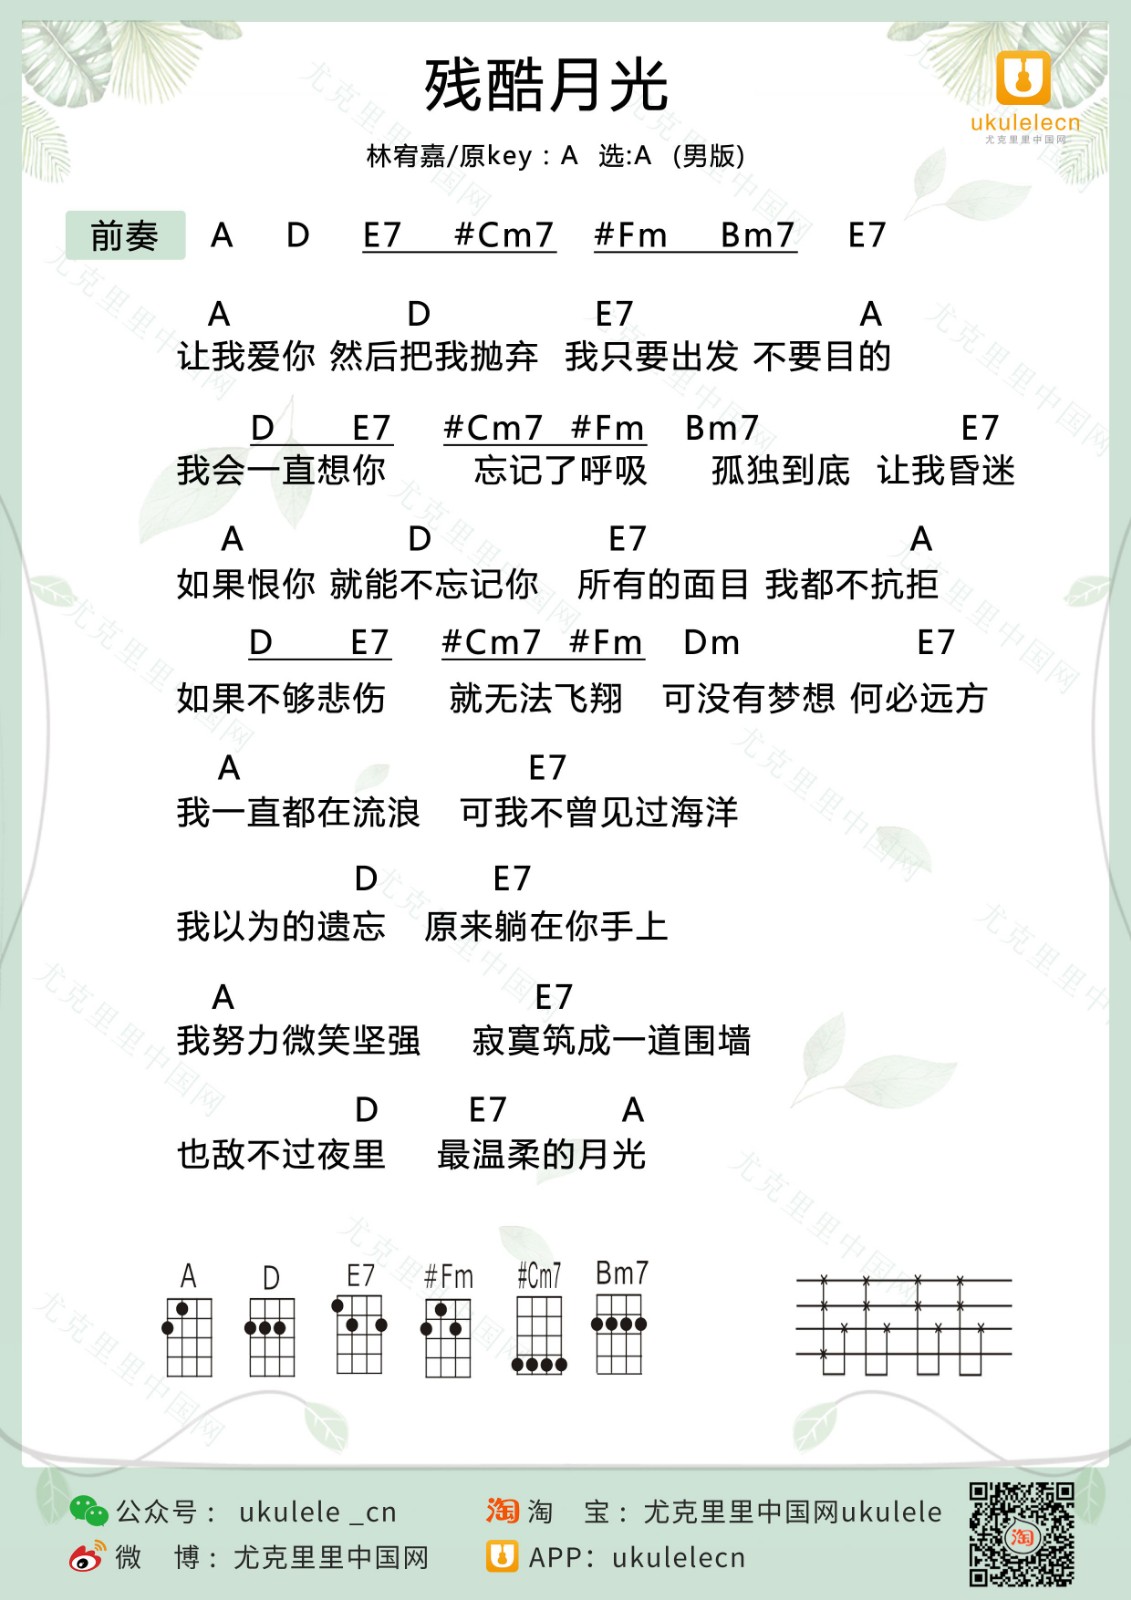 残酷月光
ukulelecn
尤克里里中国网
林宥嘉/原key：A 选:A (男版)
前奏 A D E7 #Cm7 #Fm Bm7 E7
A D E7 A
让我爱你 然后把我抛弃 我只要出发 不要目的
D E7 #Cm7 #Fm Bm7 E7
我会一直想你 忘记了呼吸 孤独到底 让我昏迷
A D E7 A
如果恨你 就能不忘记你 所有的面目 我都不抗拒
D E7 #Cm7 #Fm Dm E7
如果不够悲伤 就无法飞翔 可没有梦想 何必远方
A E7
我一直都在流浪 可我不曾见过海洋
D E7
我以为的遗忘 原来躺在你手上
A E7
我努力微笑坚强 寂寞筑成一道围墙
D E7 A
也敌不过夜里 最温柔的月光
A D E7 #Fm #Cm7 Bm7
公众号： ukulele _cn
淘 淘 宝：尤克里里中国网ukulele
微 博：尤克里里中国网
APP：ukulelecn
淘